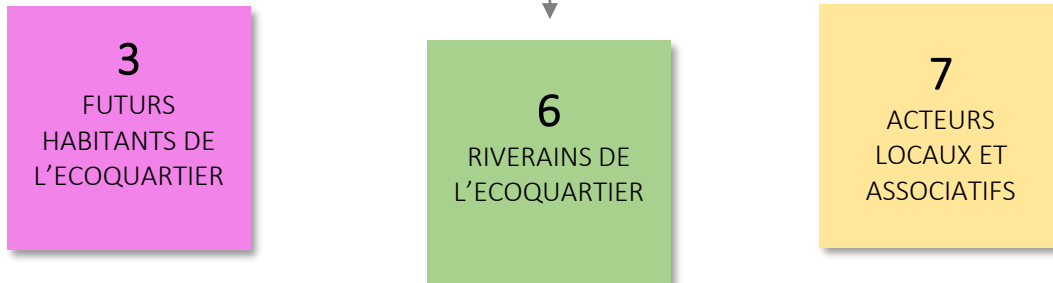 3
FUTURS
HABITANTS DE
L'ECOQUARTIER
6
RIVERAINS DE
L'ECOQUARTIER
7
ACTEURS
LOCAUX ET
ASSOCIATIFS